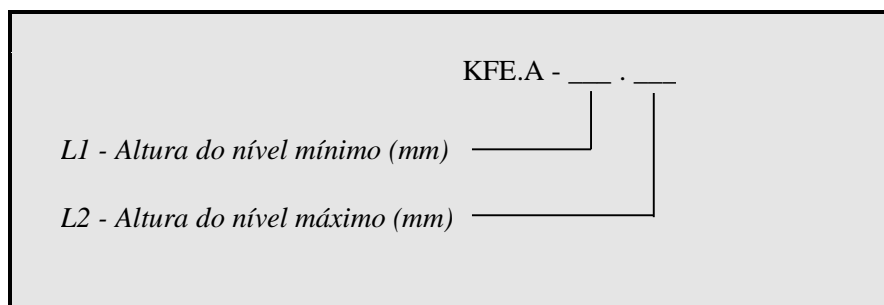 KFE.A - ___ . ___
L1 - Altura do nível mínimo (mm)
L2 - Altura do nível máximo (mm)